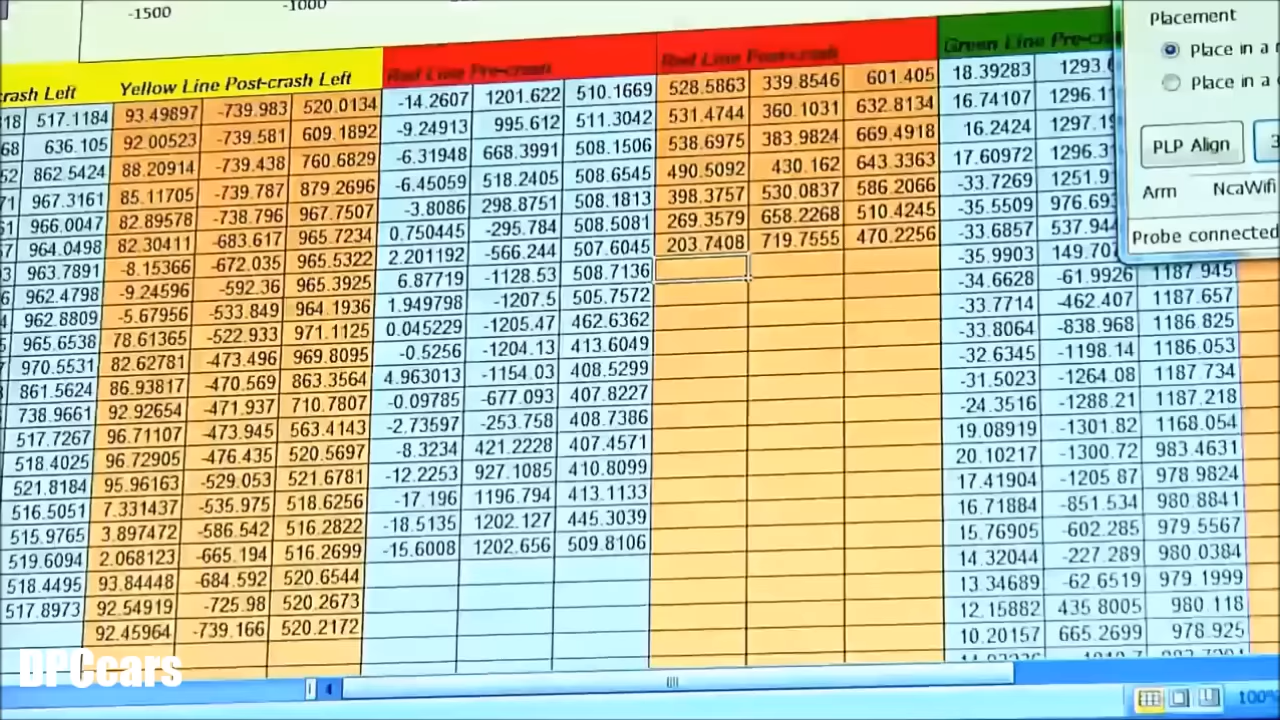 -1500 -1000
Placement
Place in a
Place in a
PLP Align
Arm NcaWifi
Probe connected
crash Left Yellow Line Post-crash Left Red Line Pre-crash Red Line Post-crash Green Line Pre-cra
517.1184 93.49897 -739.983 520.0134 -14.2607 1201.622 510.1669 528.5863 339.8546 601.405 18.39283
636.105 92.00523 -739.581 609.1892 -9.24913 995.612 511.3042 531.4744 360.1031 632.8134 16.74107
862.5424 88.20914 -739.438 760.6829 -6.31948 668.3991 508.1506 538.6975 383.9824 669.4918 16.2424
967.3161 85.11705 -739.787 879.2696 -6.45059 518.2405 508.6545 490.5092 430.162 643.3363 17.60972
966.0047 82.89578 -738.796 967.7507 -3.8086 298.8751 508.1813 398.3757 530.0837 586.2066 -33.7269
964.0498 82.30411 -683.617 965.7234 0.750445 -295.784 508.5081 269.3579 658.2268 510.4245 -35.5509
963.7891 -8.15366 -672.035 965.5322 2.201192 -566.244 507.6045 203.7408 719.7555 470.2256 -33.6857
962.4798 -9.24596 -592.36 965.3925 6.87719 -1128.53 508.7136 -35.9903
962.8809 -5.67956 -533.849 964.1936 1.949798 -1207.5 505.7572 -34.6628 -61.9926 1187.945
965.6538 78.61365 -522.933 971.1125 0.045229 -1205.47 462.6362 -33.7714 -462.407 1187.657
970.5531 82.62781 -473.496 969.8095 -0.5256 -1204.13 413.6049 -33.8064 -838.968 1186.825
861.5624 86.93817 -470.569 863.3564 4.963013 -1154.03 408.5299 -32.6345 -1198.14 1186.053
738.9661 92.92654 -471.937 710.7807 -0.09785 -677.093 407.8227 -31.5023 -1264.08 1187.734
517.7267 96.71107 -473.945 563.4143 -2.73597 -253.758 408.7386 -24.3516 -1288.21 1187.218
518.4025 96.72905 -476.435 520.5697 -8.3234 421.2228 407.4571 19.08919 -1301.82 1168.054
521.8184 95.96163 -529.053 521.6781 -12.2253 927.1085 410.8099 20.10217 -1300.72 983.4631
516.5051 7.331437 -535.975 518.6256 -17.196 1196.794 413.1133 17.41904 -1205.87 978.9824
515.9765 3.897472 -586.542 516.2822 -18.5135 1202.127 445.3039 16.71884 -851.534 980.8841
519.6094 2.068123 -665.194 516.2699 -15.6008 1202.656 509.8106 15.76905 -602.285 979.5567
518.4495 93.84448 -684.592 520.6544 14.32044 -227.289 980.0384
517.8973 92.54919 -725.98 520.2673 13.34689 -62.6519 979.1999
92.45964 -739.166 520.2172 12.15882 435.8005 980.118
10.20157 665.2699 978.925
DPCcars
100%